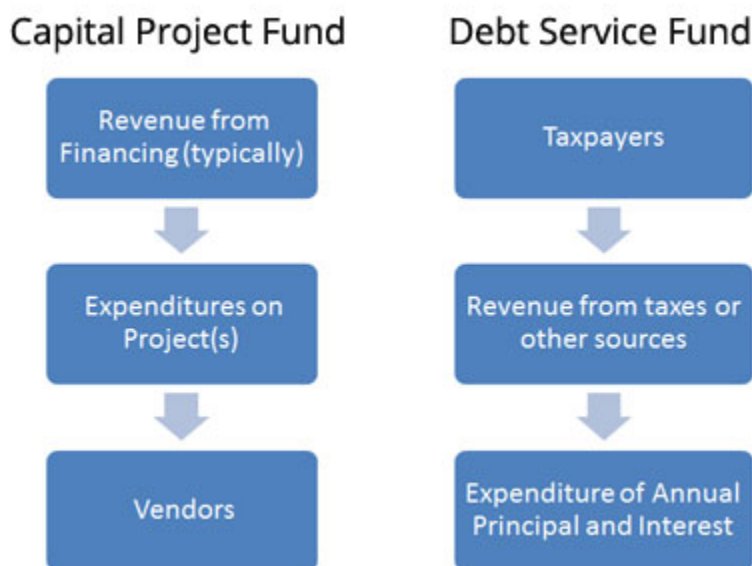 Capital Project Fund
Revenue from
Financing (typically)
Expenditures on
Project(s)
Vendors
Debt Service Fund
Taxpayers
Revenue from taxes or
other sources
Expenditure of Annual
Principal and Interest